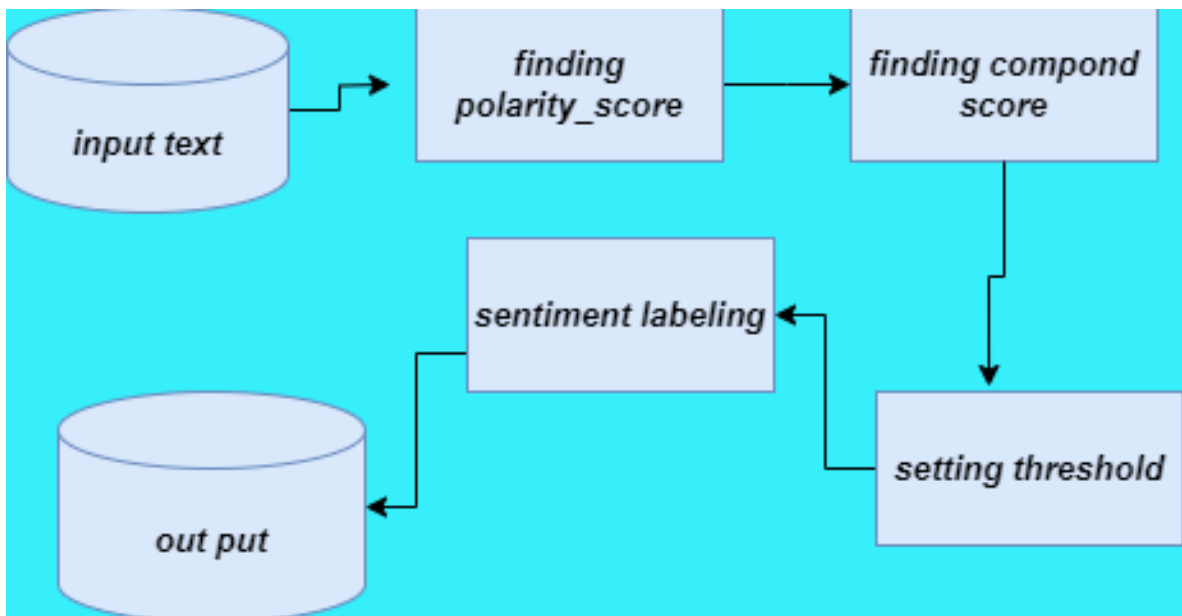 input text
finding
polarity_score
finding compond
score
setting threshold
sentiment labeling
out put